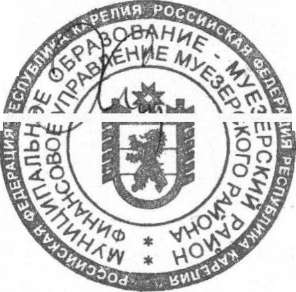 РОССИЙСКАЯ ФЕДЕРАЦИЯ РЕСПУБЛИКА КАРЕЛИЯ РОССИЙСКАЯ ФЕДЕРАЦИЯ РЕСПУБЛИКА КАРЕЛИЯ
МУНИЦИПАЛЬНОЕ ОБРАЗОВАНИЕ - МУЕЗЕРСКИЙ РАЙОН *
ФИНАНСОВОЕ УПРАВЛЕНИЕ МУЕЗЕРСКОГО РАЙОНА *